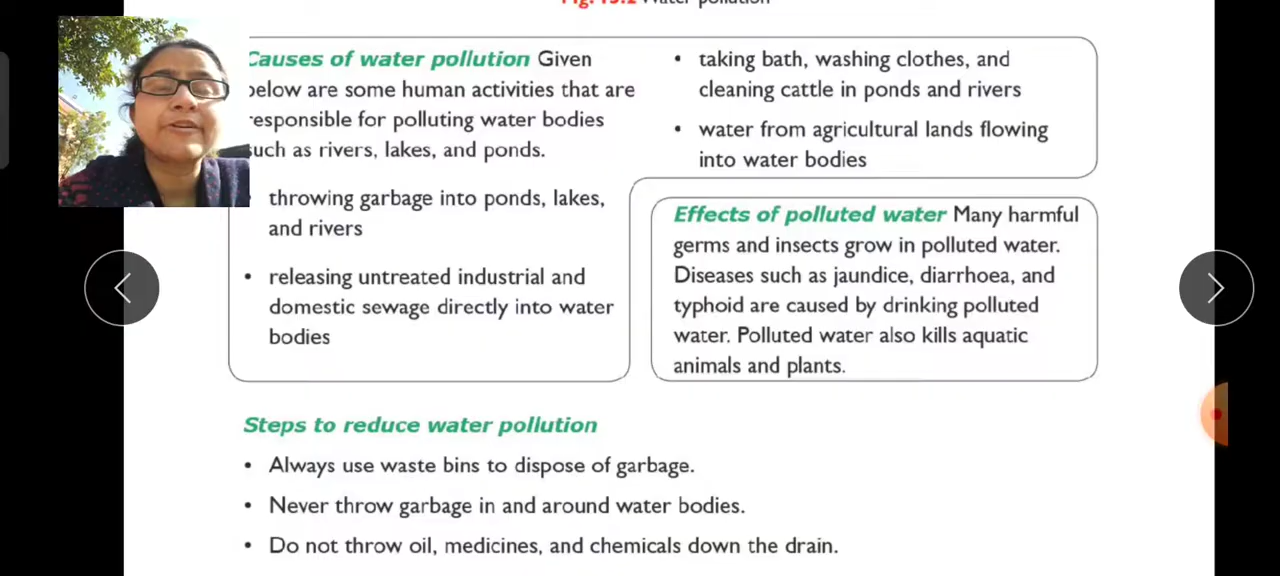 Fig. 15.2 Water pollution
Causes of water pollution Given
below are some human activities that are
responsible for polluting water bodies
such as rivers, lakes, and ponds.
throwing garbage into ponds, lakes,
and rivers
• releasing untreated industrial and
domestic sewage directly into water
bodies
• taking bath, washing clothes, and
cleaning cattle in ponds and rivers
• water from agricultural lands flowing
into water bodies
Effects of polluted water Many harmful
germs and insects grow in polluted water.
Diseases such as jaundice, diarrhoea, and
typhoid are caused by drinking polluted
water. Polluted water also kills aquatic
animals and plants.
Steps to reduce water pollution
• Always use waste bins to dispose of garbage.
• Never throw garbage in and around water bodies.
• Do not throw oil, medicines, and chemicals down the drain.